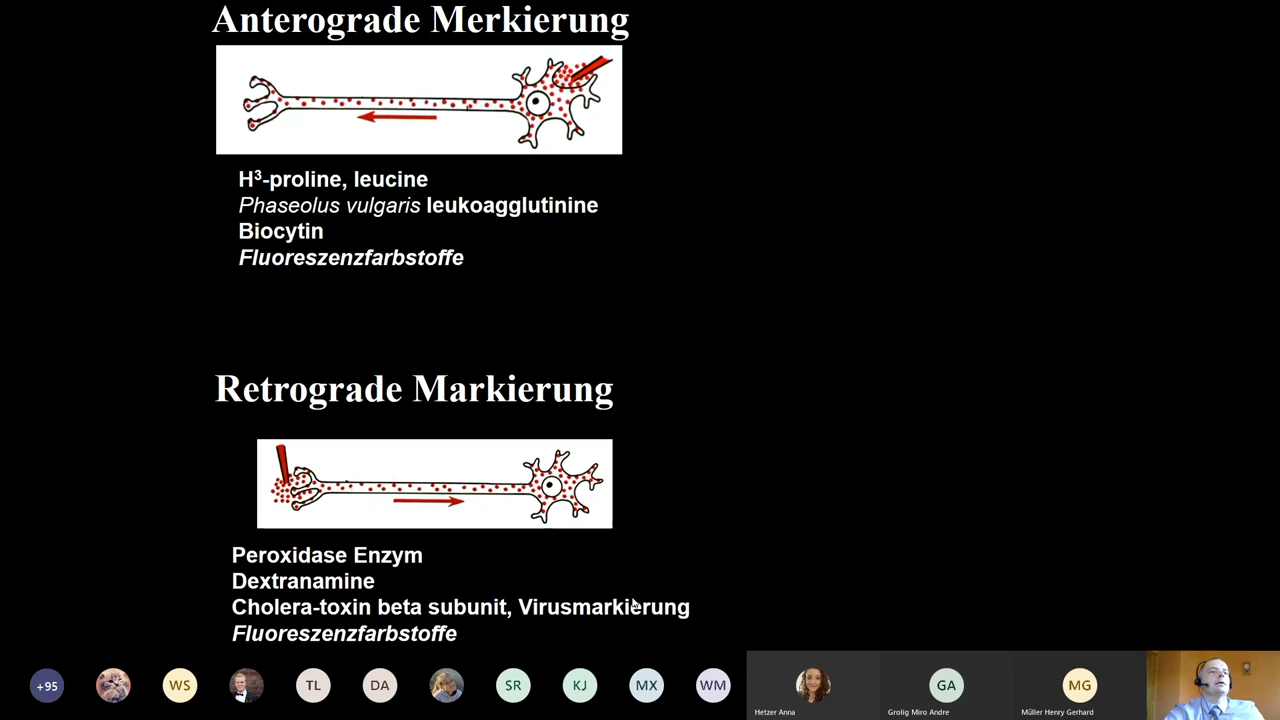 Anterograde Merkierung
H³-proline, leucine
Phaseolus vulgaris leukoagglutinine
Biocytin
Fluoreszenzfarbstoffe
Retrograde Markierung
Peroxidase Enzym
Dextranamine
Cholera-toxin beta subunit, Virusmarkierung
Fluoreszenzfarbstoffe
+95
WS
TL
DA
SR
KJ
MX
WM
Hetzer Anna
GA
Grolig Miro Andre
MG
Müller Henry Gerhard